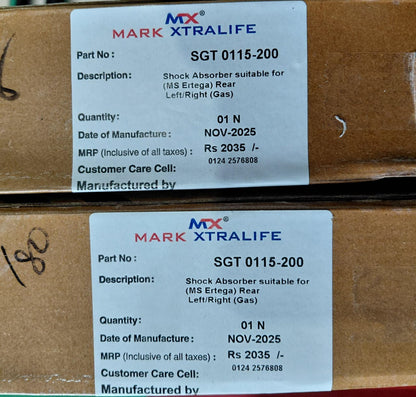 MX®
MARK XTRALIFE
Part No : SGT 0115-200
Description: Shock Absorber suitable for
(MS Ertega) Rear
Left/Right (Gas)
Quantity: 01 N
Date of Manufacture: NOV-2025
MRP (Inclusive of all taxes) : Rs 2035 /-
Customer Care Cell: 0124 2576808
Manufactured by
MX®
MARK XTRALIFE
Part No : SGT 0115-200
Description: Shock Absorber suitable for
(MS Ertega) Rear
Left/Right (Gas)
Quantity: 01 N
Date of Manufacture: NOV-2025
MRP (Inclusive of all taxes) : Rs 2035 /-
Customer Care Cell: 0124 2576808
Manufactured by
180